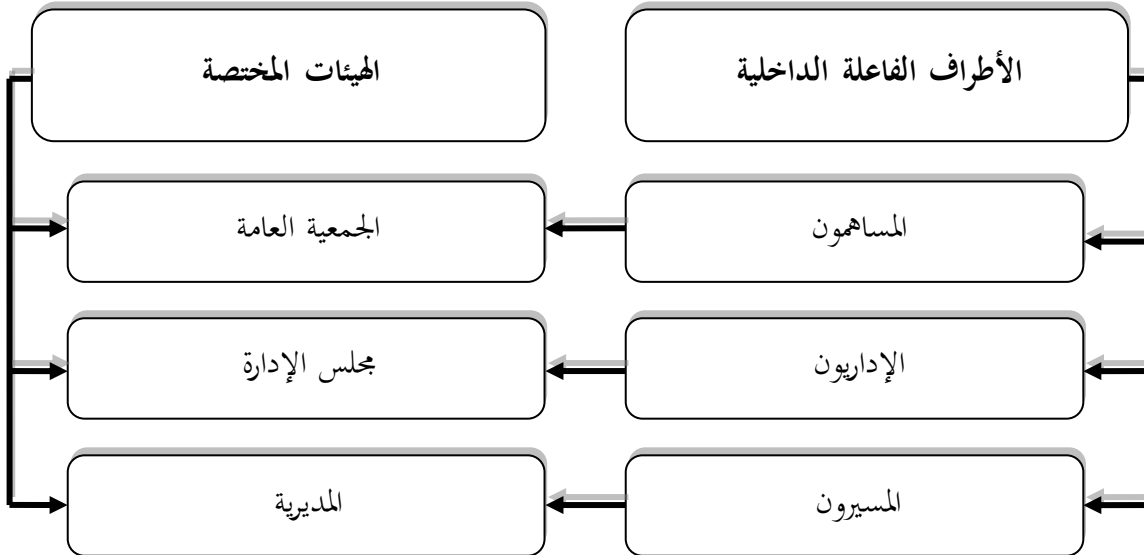 الأطراف الفاعلة الداخلية
الهيئات المختصة
المساهمون
الجمعية العامة
الإداريون
مجلس الإدارة
المسيرون
المديرية